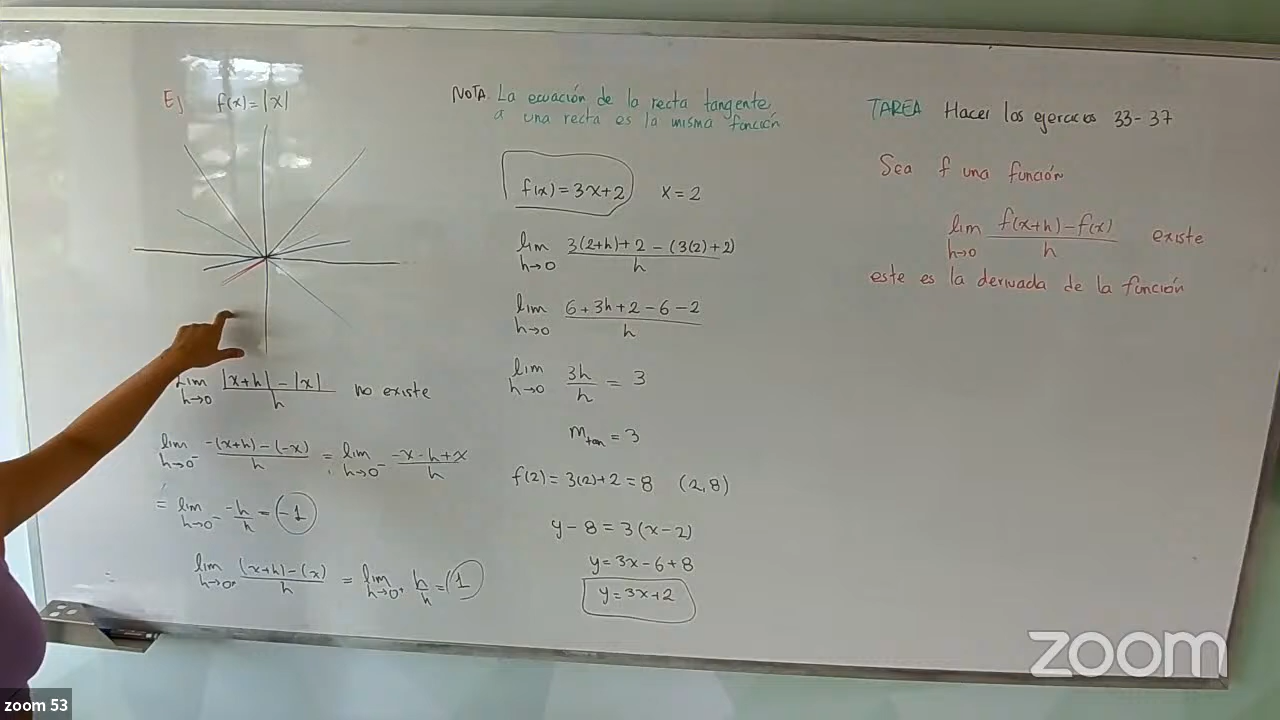 Ej f(x) = |x|
lim h→0 |x+h| - |x| / h no existe
lim h→0⁻ -(x+h) - (-x) / h = lim h→0⁻ -x-h+x / h
= lim h→0⁻ -h/h = -1
lim h→0⁺ (x+h) - (x) / h = lim h→0⁺ h/h = 1
NOTA. La ecuación de la recta tangente
a una recta es la misma función
f(x) = 3x+2 x = 2
lim h→0 3(2+h)+2 - (3(2)+2) / h
lim h→0 6+3h+2-6-2 / h
lim h→0 3h/h = 3
m tan = 3
f(2) = 3(2)+2 = 8 (2,8)
y - 8 = 3(x-2)
y = 3x - 6 + 8
y = 3x+2
TAREA Hacer los ejercicios 33-37
Sea f una función
lim h→0 f(x+h) - f(x) / h existe
este es la derivada de la función
zoom
zoom 53